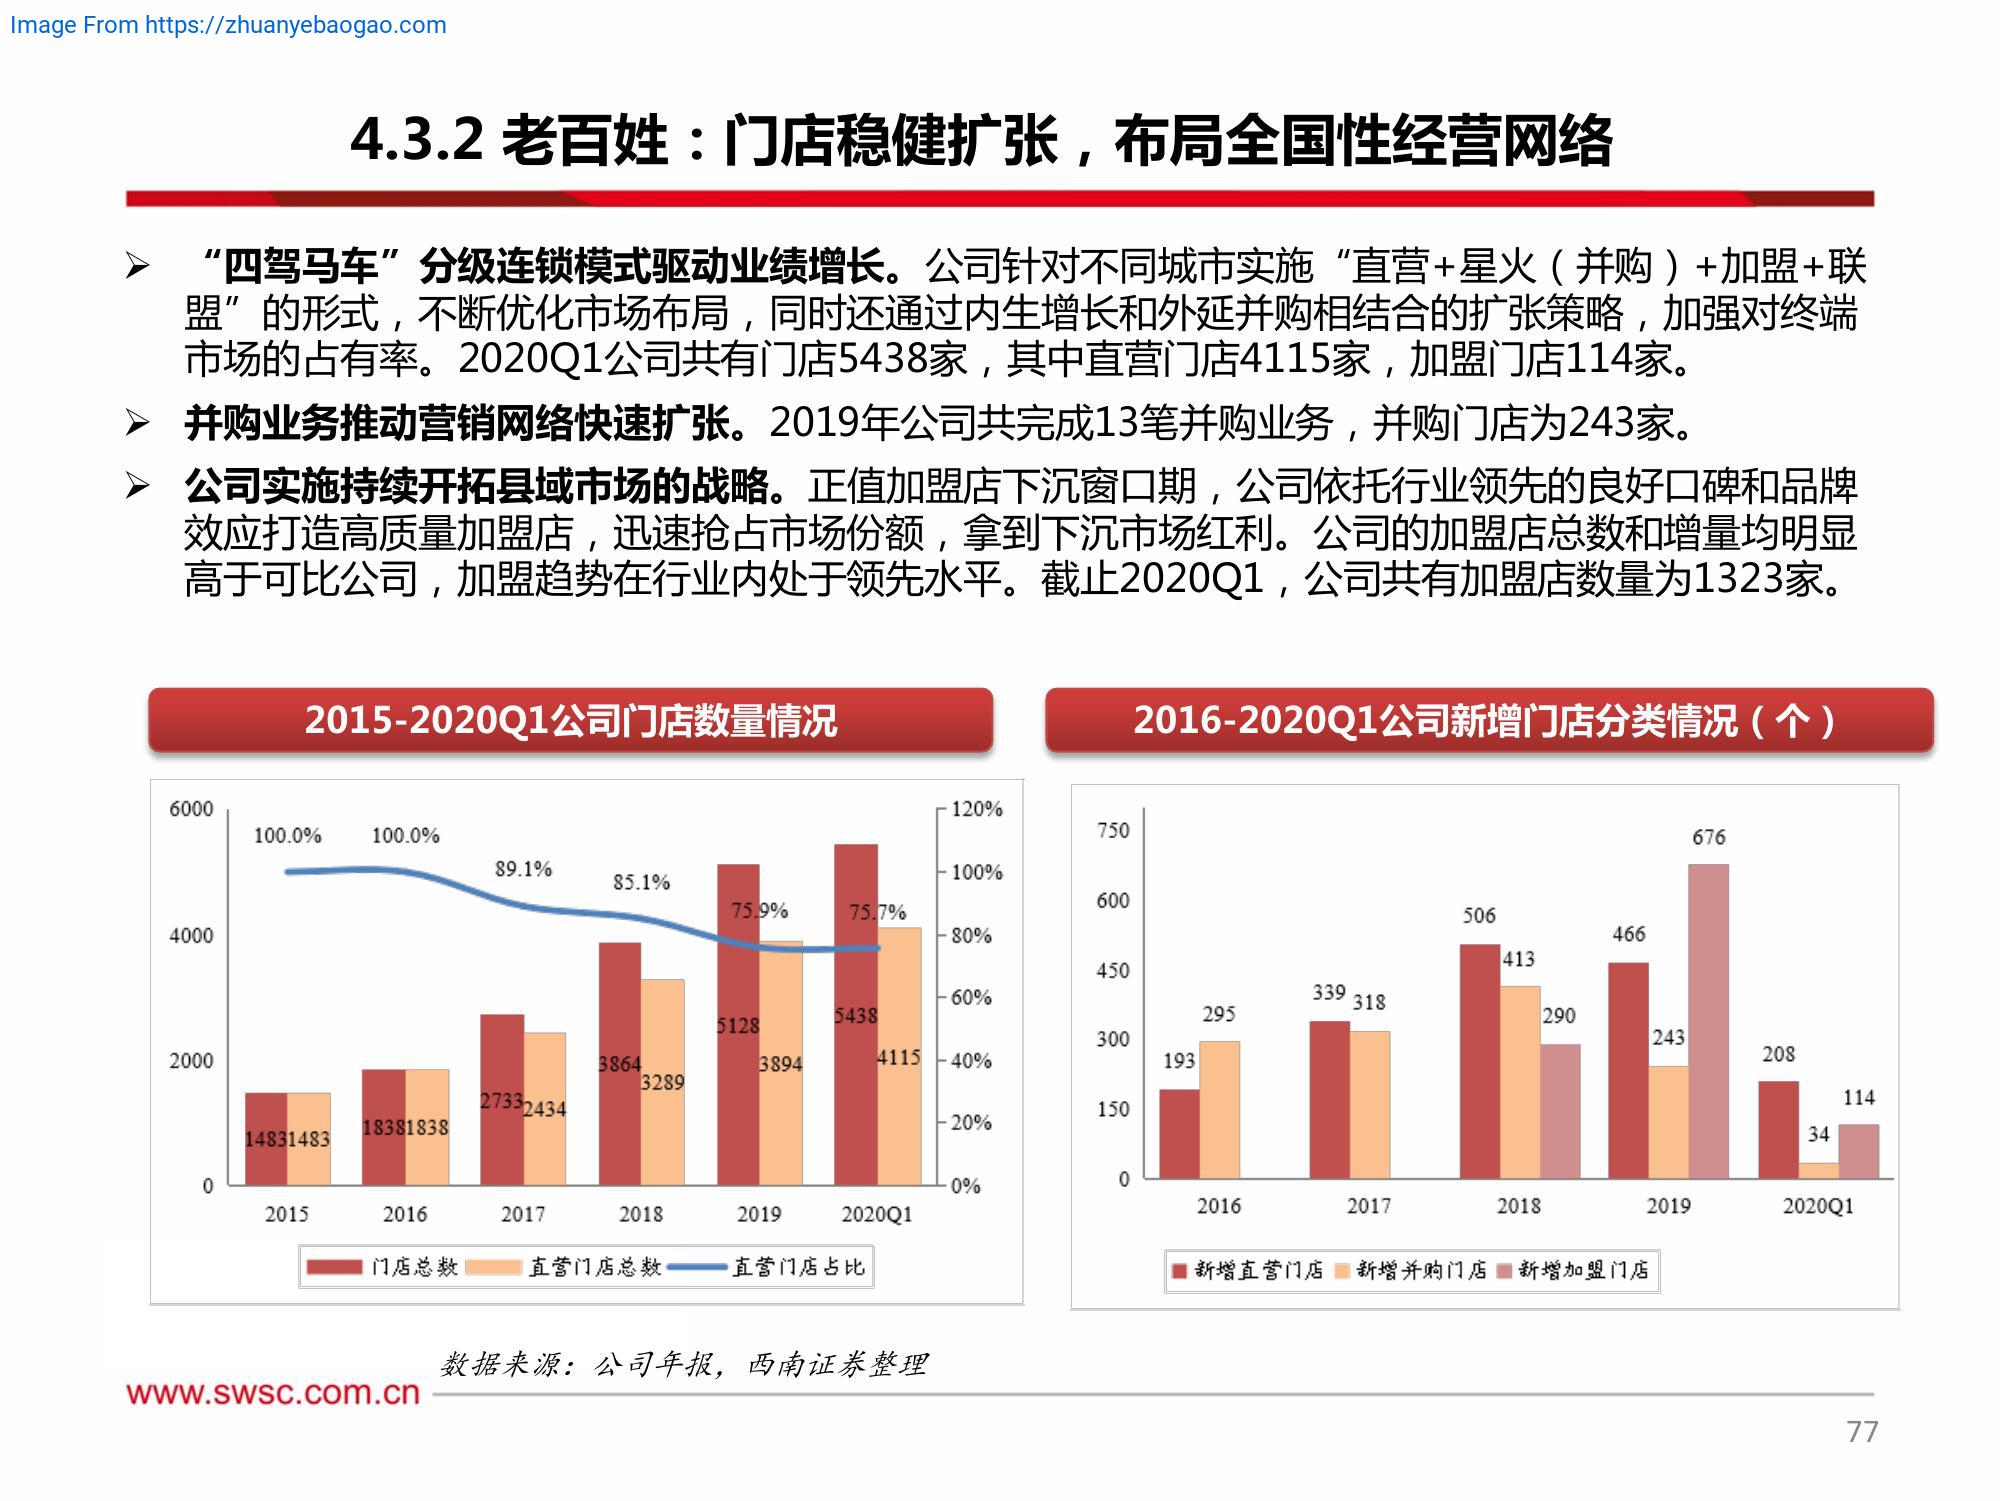 Image From https://zhuanyebaogao.com
4.3.2 老百姓：门店稳健扩张，布局全国性经营网络
➢ “四驾马车”分级连锁模式驱动业绩增长。公司针对不同城市实施“直营+星火（并购）+加盟+联
盟”的形式，不断优化市场布局，同时还通过内生增长和外延并购相结合的扩张策略，加强对终端
市场的占有率。2020Q1公司共有门店5438家，其中直营门店4115家，加盟门店114家。
➢ 并购业务推动营销网络快速扩张。2019年公司共完成13笔并购业务，并购门店为243家。
➢ 公司实施持续开拓县域市场的战略。正值加盟店下沉窗口期，公司依托行业领先的良好口碑和品牌
效应打造高质量加盟店，迅速抢占市场份额，拿到下沉市场红利。公司的加盟店总数和增量均明显
高于可比公司，加盟趋势在行业内处于领先水平。截止2020Q1，公司共有加盟店数量为1323家。
2015-2020Q1公司门店数量情况
6000
4000
2000
0
120%
100%
80%
60%
40%
20%
0%
100.0% 100.0% 89.1% 85.1% 75.9% 75.7%
1483 1483 1838 1838 2733 2434 3864 3289 5128 3894 5438 4115
2015 2016 2017 2018 2019 2020Q1
门店总数 直营门店总数 直营门店占比
2016-2020Q1公司新增门店分类情况（个）
750
600
450
300
150
0
193 295 339 318 506 413 290 466 243 676 208 34 114
2016 2017 2018 2019 2020Q1
新增直营门店 新增并购门店 新增加盟门店
数据来源：公司年报，西南证券整理
www.swsc.com.cn
77